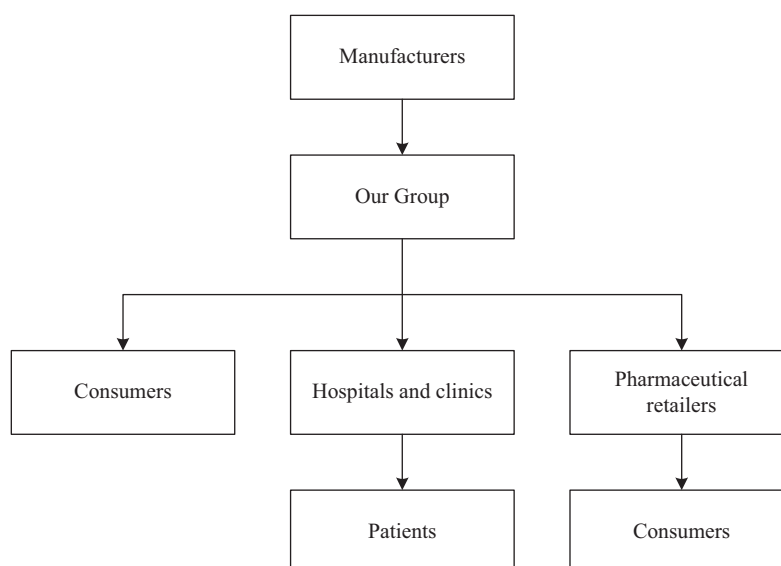 Manufacturers
Our Group
Consumers
Hospitals and clinics
Pharmaceutical
retailers
Patients
Consumers